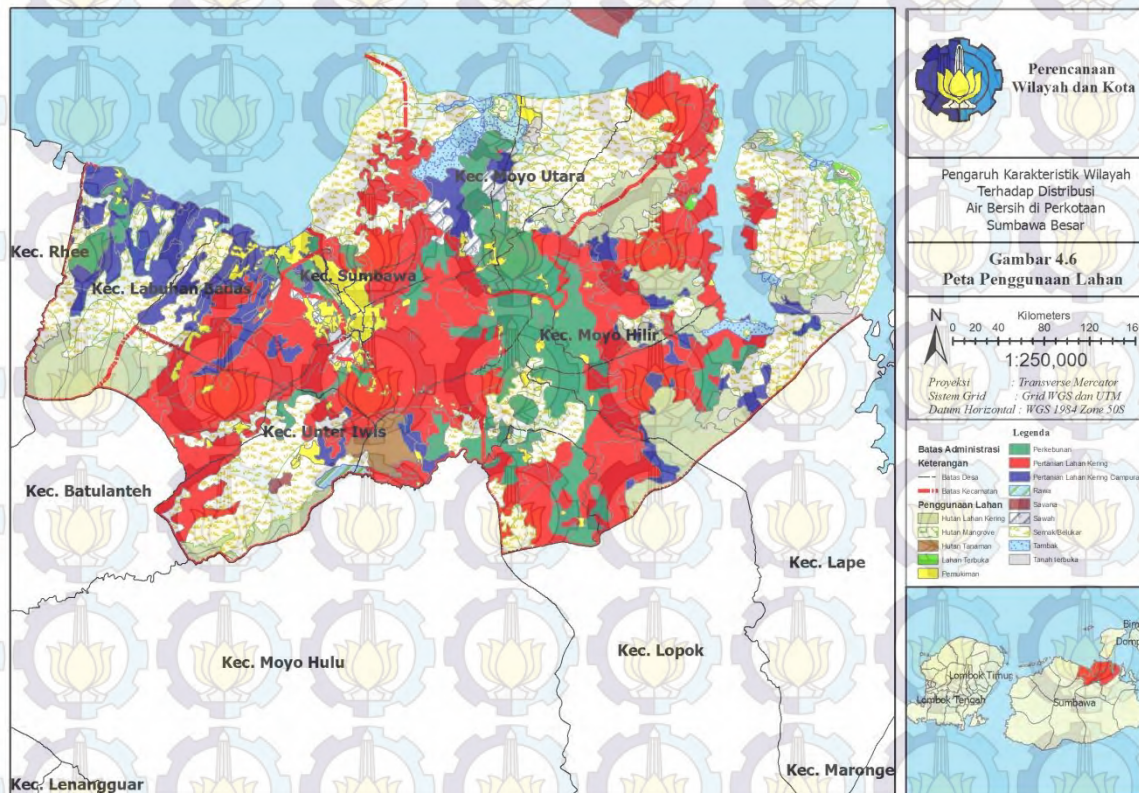 Kec. Moyo Utara
Kec. Rhee
Kec. Sumbawa
Kec. Labuhan Badas
Kec. Moyo Hilir
Kec. Unter Iwis
Kec. Batulanteh
Kec. Lape
Kec. Moyo Hulu
Kec. Lopok
Kec. Lenangguar
Kec. Maronge
Perencanaan
Wilayah dan Kota
Pengaruh Karakteristik Wilayah
Terhadap Distribusi
Air Bersih di Perkotaan
Sumbawa Besar
Gambar 4.6
Peta Penggunaan Lahan
N
Kilometers
0 20 40 80 120 160
1:250,000
Proyeksi : Transverse Mercator
Sistem Grid : Grid WGS dan UTM
Datum Horizontal : WGS 1984 Zone 50S
Legenda
Batas Administrasi
Keterangan
Batas Desa
Batas Kecamatan
Penggunaan Lahan
Hutan Lahan Kering
Hutan Mangrove
Hutan Tanaman
Lahan Terbuka
Pemukiman
Perkebunan
Pertanian Lahan Kering
Pertanian Lahan Kering Campuran
Rawa
Savana
Sawah
Semak/Belukar
Tambak
Tanah terbuka
Lombok Timur
Lombok Tengah
Sumbawa